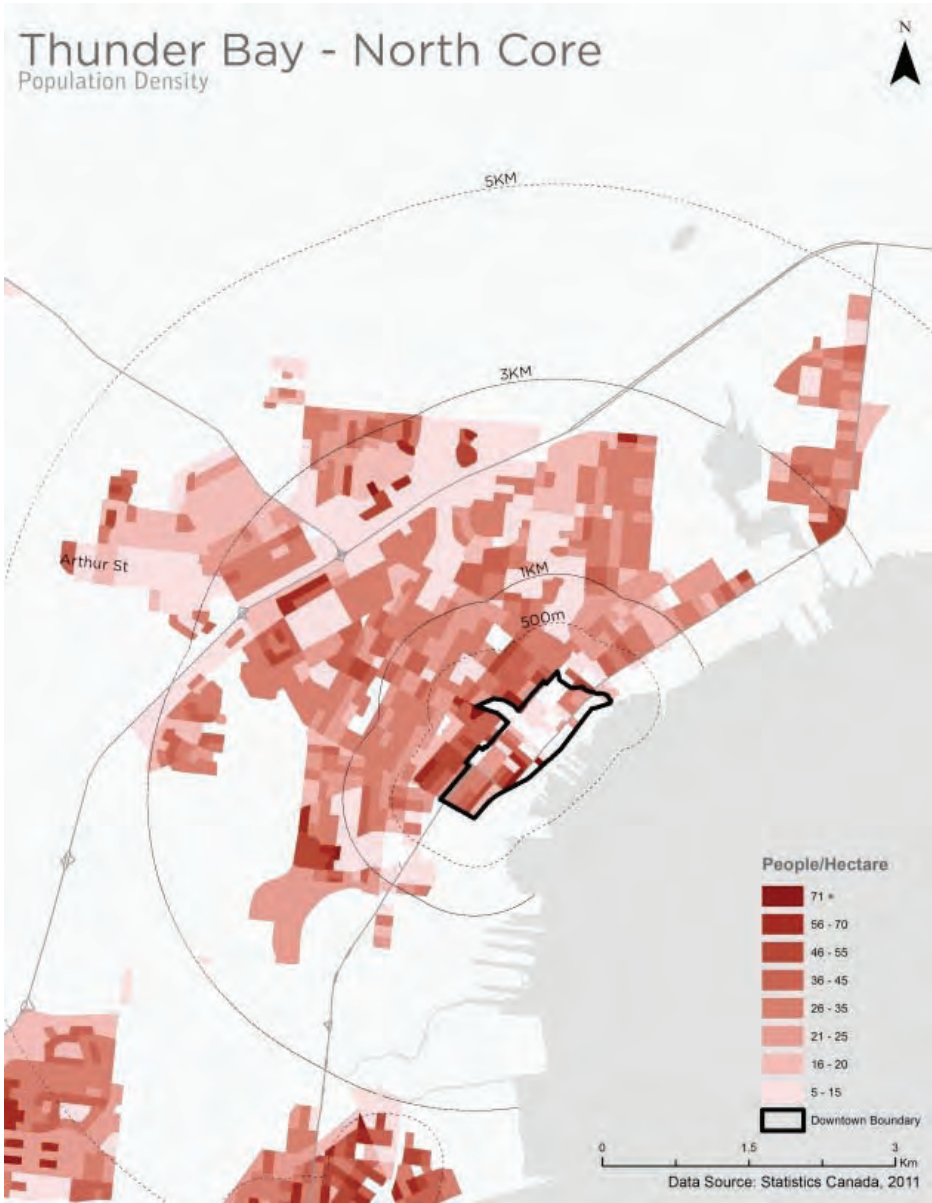 Thunder Bay - North Core
Population Density
N
5KM
3KM
Arthur St
1KM
500m
People/Hectare
71 +
56 - 70
46 - 55
36 - 45
26 - 35
21 - 25
16 - 20
5 - 15
Downtown Boundary
0 1.5 3
Km
Data Source: Statistics Canada, 2011